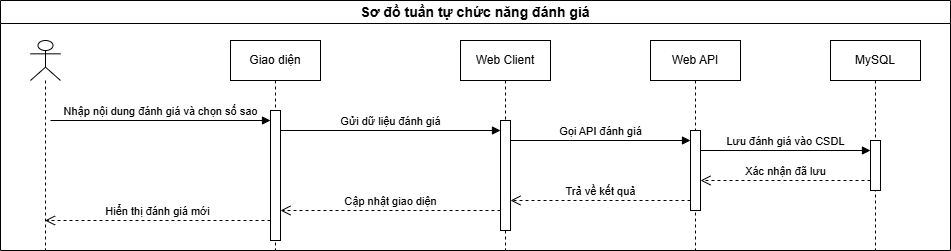 Sơ đồ tuần tự chức năng đánh giá
Giao diện
Web Client
Web API
MySQL
Nhập nội dung đánh giá và chọn số sao
Gửi dữ liệu đánh giá
Gọi API đánh giá
Lưu đánh giá vào CSDL
Xác nhận đã lưu
Trả về kết quả
Cập nhật giao diện
Hiển thị đánh giá mới